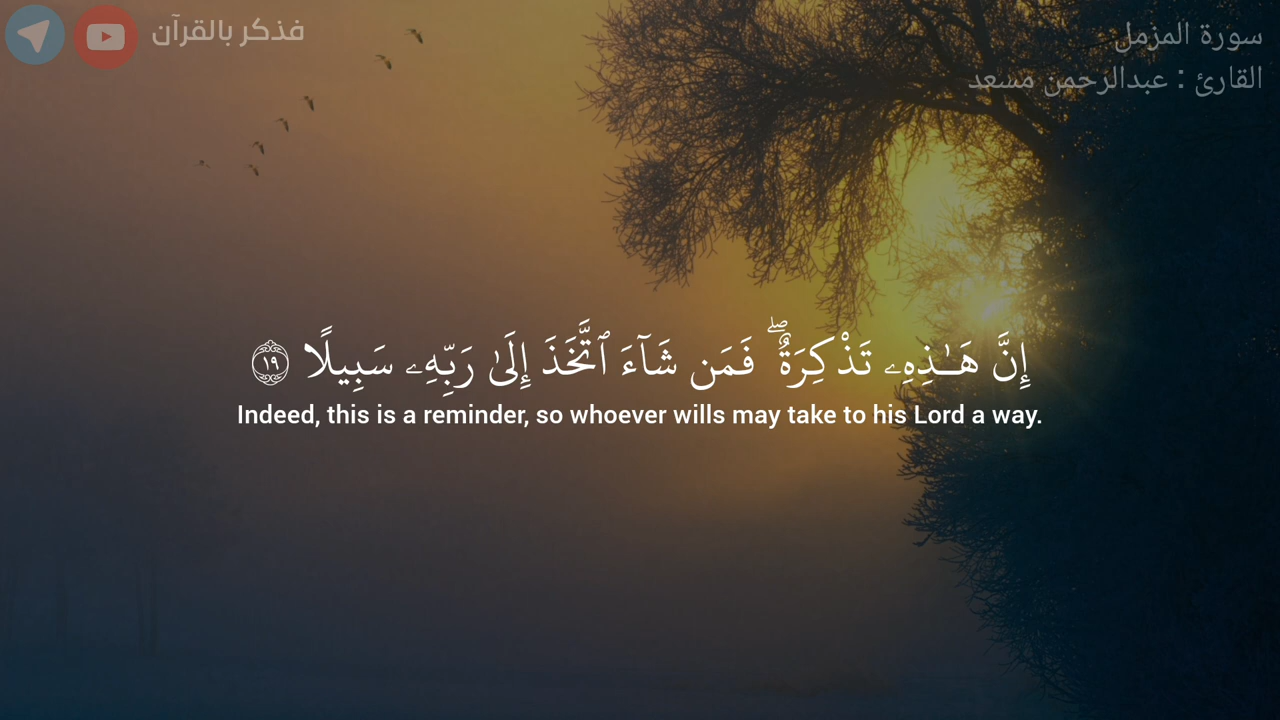 فذكر بالقرآن
سورة المزمل
القارئ : عبدالرحمن مسعد
إِنَّ هَـٰذِهِۦ تَذْكِرَةٌ ۖ فَمَن شَآءَ ٱتَّخَذَ إِلَىٰ رَبِّهِۦ سَبِيلًا ١٩
Indeed, this is a reminder, so whoever wills may take to his Lord a way.